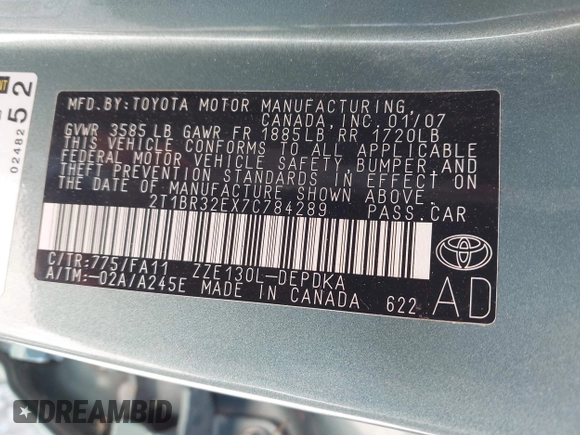 MFD. BY: TOYOTA MOTOR MANUFACTURING,
CANADA, INC. 01/07
GVWR 3585 LB GAWR FR 1885LB, RR 1720LB
THIS VEHICLE CONFORMS TO ALL APPLICABLE
FEDERAL MOTOR VEHICLE SAFETY, BUMPER, AND
THEFT PREVENTION STANDARDS IN EFFECT ON
THE DATE OF MANUFACTURE SHOWN ABOVE.
2T1BR32EX7C784289 PASS. CAR
C/TR: 775/FA11 ZZE130L-DEPDKA
A/TM: -02A/A245E MADE IN CANADA 622
AD
02482
52
DREAMBID